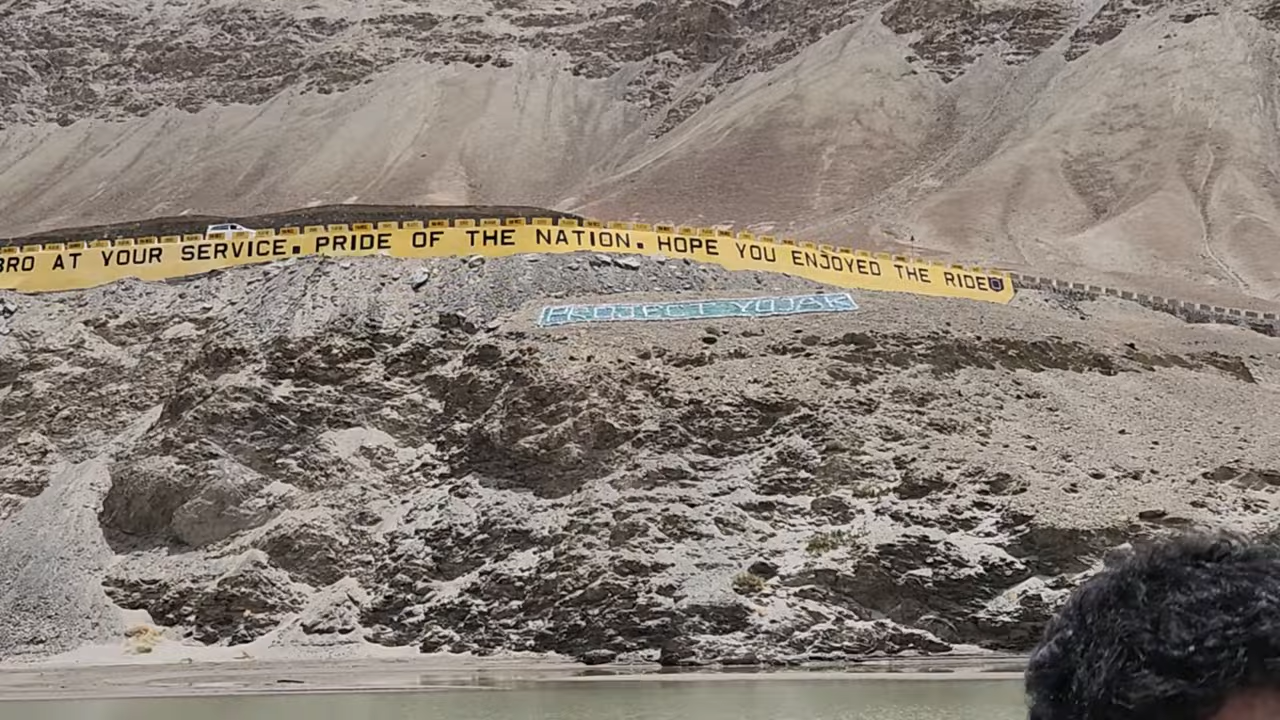 BRO AT YOUR SERVICE. PRIDE OF THE NATION. HOPE YOU ENJOYED THE RIDE
PROJECT YOJAK